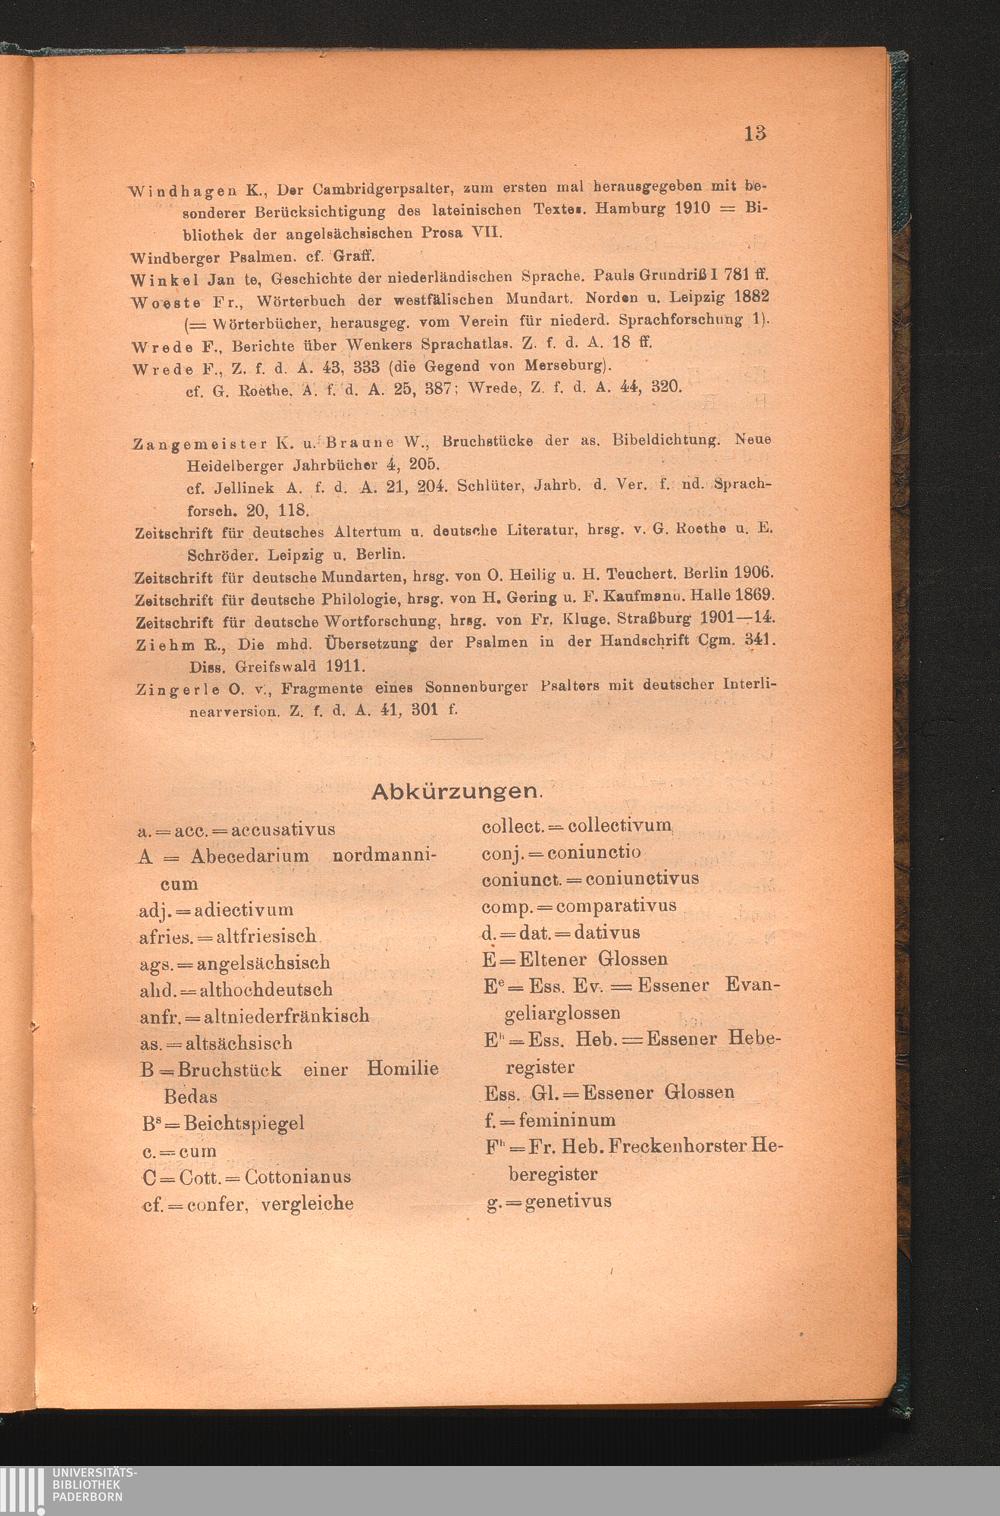 13
Windhagen K., Der Cambridgerpsalter, zum ersten mal herausgegeben mit be-
sonderer Berücksichtigung des lateinischen Textes. Hamburg 1910 = Bi-
bliothek der angelsächsischen Prosa VII.
Windberger Psalmen. cf. Graff.
Winkel Jan te, Geschichte der niederländischen Sprache. Pauls Grundriß I 781 ff.
Woeste Fr., Wörterbuch der westfälischen Mundart. Norden u. Leipzig 1882
(= Wörterbücher, herausgeg. vom Verein für niederd. Sprachforschung 1).
Wrede F., Berichte über Wenkers Sprachatlas. Z. f. d. A. 18 ff.
Wrede F., Z. f. d. A. 43, 333 (die Gegend von Merseburg).
cf. G. Roethe. A. f. d. A. 25, 387; Wrede, Z. f. d. A. 44, 320.
Zangemeister K. u. Braune W., Bruchstücke der as. Bibeldichtung. Neue
Heidelberger Jahrbücher 4, 205.
cf. Jellinek A. f. d. A. 21, 204. Schlüter, Jahrb. d. Ver. f. nd. Sprach-
forsch. 20, 118.
Zeitschrift für deutsches Altertum u. deutsche Literatur, hrsg. v. G. Roethe u. E.
Schröder. Leipzig u. Berlin.
Zeitschrift für deutsche Mundarten, hrsg. von O. Heilig u. H. Teuchert. Berlin 1906.
Zeitschrift für deutsche Philologie, hrsg. von H. Gering u. F. Kaufmann. Halle 1869.
Zeitschrift für deutsche Wortforschung, hrsg. von Fr. Kluge. Straßburg 1901—14.
Ziehm R., Die mhd. Übersetzung der Psalmen in der Handschrift Cgm. 341.
Diss. Greifswald 1911.
Zingerle O. v., Fragmente eines Sonnenburger Psalters mit deutscher Interli-
nearversion. Z. f. d. A. 41, 301 f.
Abkürzungen.
a. = acc. = accusativus
A = Abecedarium nordmanni-
cum
adj. = adiectivum
afries. = altfriesisch
ags. = angelsächsisch
ahd. = althochdeutsch
anfr. = altniederfränkisch
as. = altsächsisch
B = Bruchstück einer Homilie
Bedas
Bˢ = Beichtspiegel
c. = cum
C = Cott. = Cottonianus
cf. = confer, vergleiche
collect. = collectivum
conj. = coniunctio
coniunct. = coniunctivus
comp. = comparativus
d. = dat. = dativus
E = Eltener Glossen
Eᵉ = Ess. Ev. = Essener Evan-
geliarglossen
Eʰ = Ess. Heb. = Essener Hebe-
register
Ess. Gl. = Essener Glossen
f. = femininum
Fʰ = Fr. Heb. Freckenhorster He-
beregister
g. = genetivus
UNIVERSITÄTS-
BIBLIOTHEK
PADERBORN